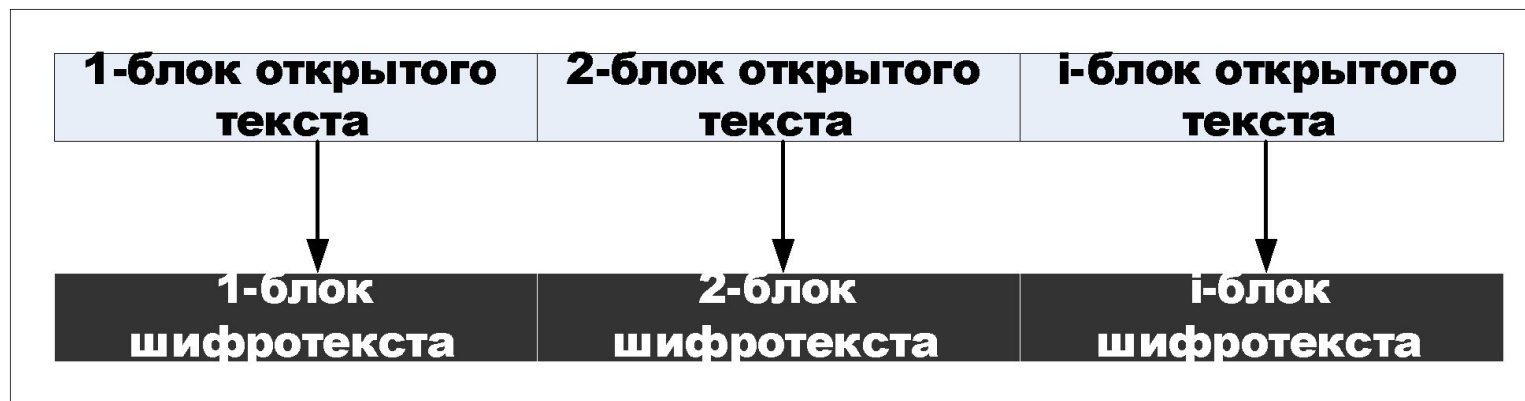 1-блок открытого
текста
2-блок открытого
текста
i-блок открытого
текста
1-блок
шифротекста
2-блок
шифротекста
i-блок
шифротекста